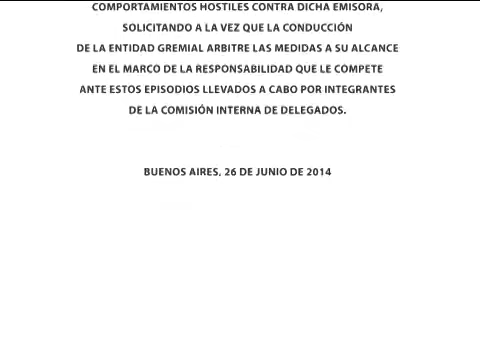 COMPORTAMIENTOS HOSTILES CONTRA DICHA EMISORA,
SOLICITANDO A LA VEZ QUE LA CONDUCCIÓN
DE LA ENTIDAD GREMIAL ARBITRE LAS MEDIDAS A SU ALCANCE
EN EL MARCO DE LA RESPONSABILIDAD QUE LE COMPETE
ANTE ESTOS EPISODIOS LLEVADOS A CABO POR INTEGRANTES
DE LA COMISIÓN INTERNA DE DELEGADOS.
BUENOS AIRES, 26 DE JUNIO DE 2014